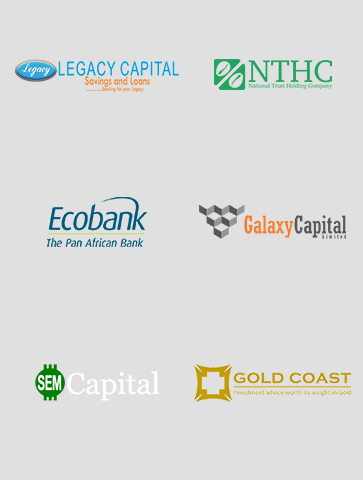 Legacy
LEGACY CAPITAL
Savings and Loans
NTHC
National Trust Holding Company
Ecobank
The Pan African Bank
GalaxyCapital
Limited
SEM Capital
GOLD COAST
Investment advice worth its weight in Gold